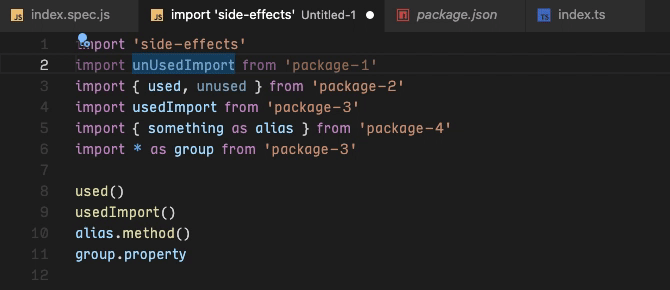 index.spec.js
import 'side-effects' Untitled-1
package.json
index.ts
1 import 'side-effects'
2 import unUsedImport from 'package-1'
3 import { used, unused } from 'package-2'
4 import usedImport from 'package-3'
5 import { something as alias } from 'package-4'
6 import * as group from 'package-3'
7
8 used()
9 usedImport()
10 alias.method()
11 group.property
12